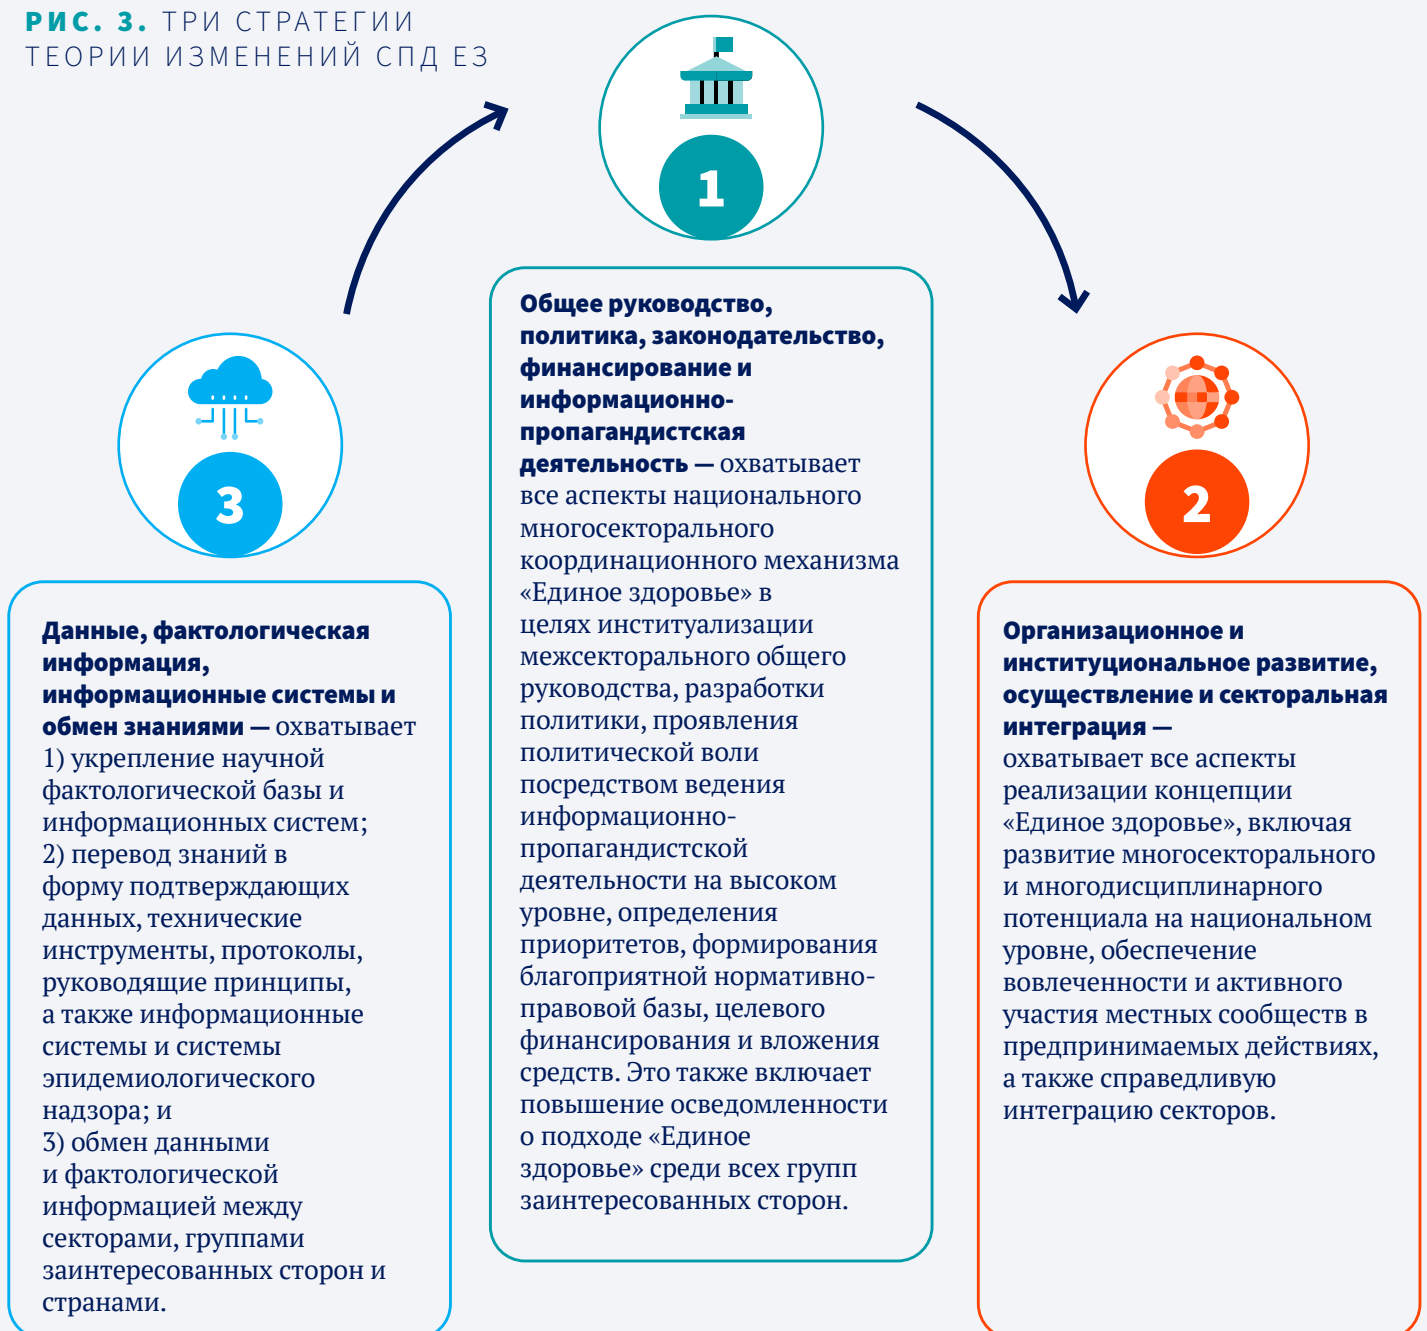 РИС. 3. ТРИ СТРАТЕГИИ
ТЕОРИИ ИЗМЕНЕНИЙ СПД ЕЗ
1
Общее руководство,
политика, законодательство,
финансирование и
информационно-
пропагандистская
деятельность — охватывает
все аспекты национального
многосекторального
координационного механизма
«Единое здоровье» в
целях институализации
межсекторального общего
руководства, разработки
политики, проявления
политической воли
посредством ведения
информационно-
пропагандистской
деятельности на высоком
уровне, определения
приоритетов, формирования
благоприятной нормативно-
правовой базы, целевого
финансирования и вложения
средств. Это также включает
повышение осведомленности
о подходе «Единое
здоровье» среди всех групп
заинтересованных сторон.
2
Организационное и
институциональное развитие,
осуществление и секторальная
интеграция —
охватывает все аспекты
реализации концепции
«Единое здоровье», включая
развитие многосекторального
и многодисциплинарного
потенциала на национальном
уровне, обеспечение
вовлеченности и активного
участия местных сообществ в
предпринимаемых действиях,
а также справедливую
интеграцию секторов.
3
Данные, фактологическая
информация,
информационные системы и
обмен знаниями — охватывает
1) укрепление научной
фактологической базы и
информационных систем;
2) перевод знаний в
форму подтверждающих
данных, технические
инструменты, протоколы,
руководящие принципы,
а также информационные
системы и системы
эпидемиологического
надзора; и
3) обмен данными
и фактологической
информацией между
секторами, группами
заинтересованных сторон и
странами.